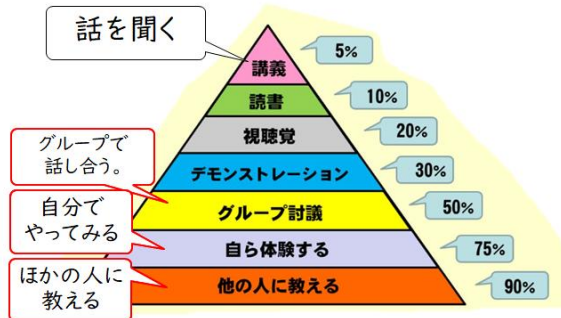 話を聞く
講義
5%
読書
10%
視聴覚
20%
デモンストレーション
30%
グループで
話し合う。
グループ討議
50%
自分で
やってみる
自ら体験する
75%
ほかの人に
教える
他の人に教える
90%